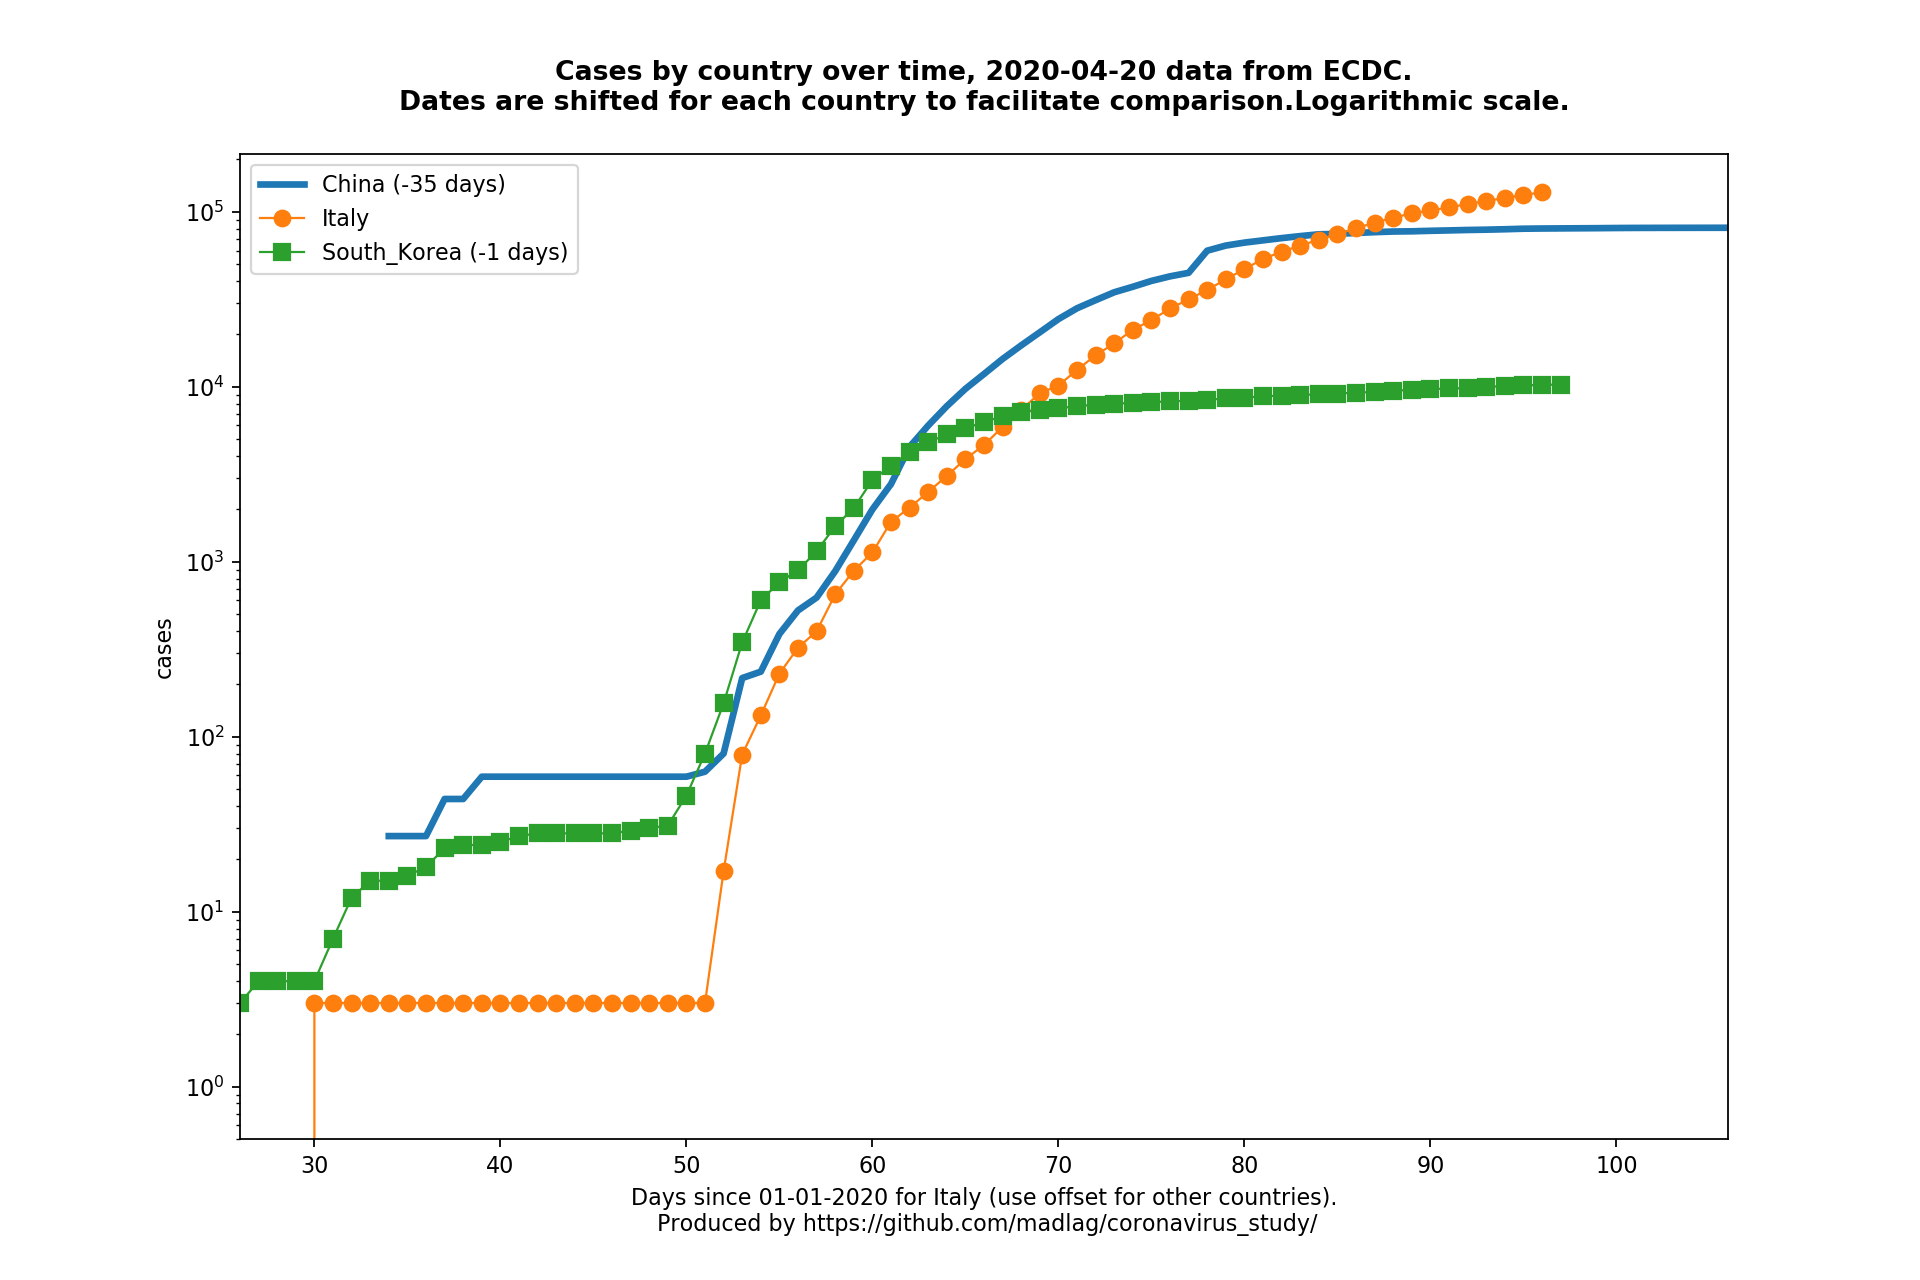 Cases by country over time, 2020-04-20 data from ECDC.
Dates are shifted for each country to facilitate comparison.Logarithmic scale.
China (-35 days)
Italy
South_Korea (-1 days)
10^5
10^4
10^3
10^2
10^1
10^0
cases
30 40 50 60 70 80 90 100
Days since 01-01-2020 for Italy (use offset for other countries).
Produced by https://github.com/madlag/coronavirus_study/